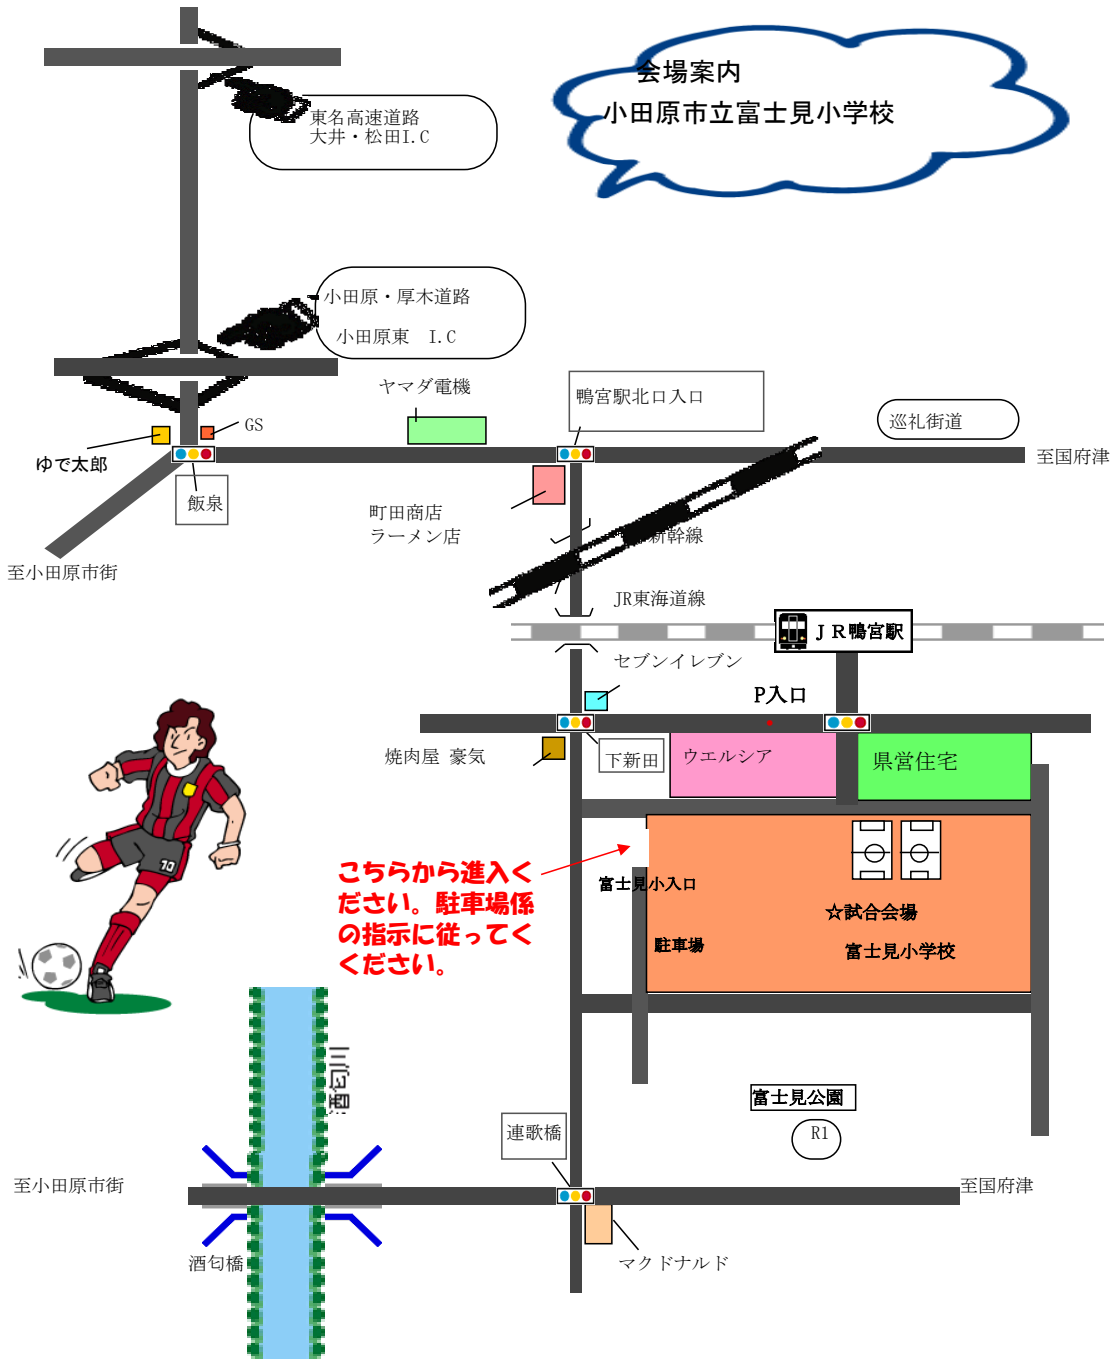 会場案内
小田原市立富士見小学校
東名高速道路
大井・松田I.C
小田原・厚木道路
小田原東 I.C
ヤマダ電機
鴨宮駅北口入口
巡礼街道
GS
ゆで太郎
至国府津
飯泉
町田商店
ラーメン店
新幹線
至小田原市街
JR東海道線
JR鴨宮駅
セブンイレブン
P入口
焼肉屋 豪気
下新田
ウエルシア
県営住宅
こちらから進入く
ださい。駐車場係
の指示に従ってく
ください。
富士見小入口
☆試合会場
駐車場
富士見小学校
10
酒匂川
富士見公園
R1
連歌橋
至小田原市街
至国府津
酒匂橋
マクドナルド